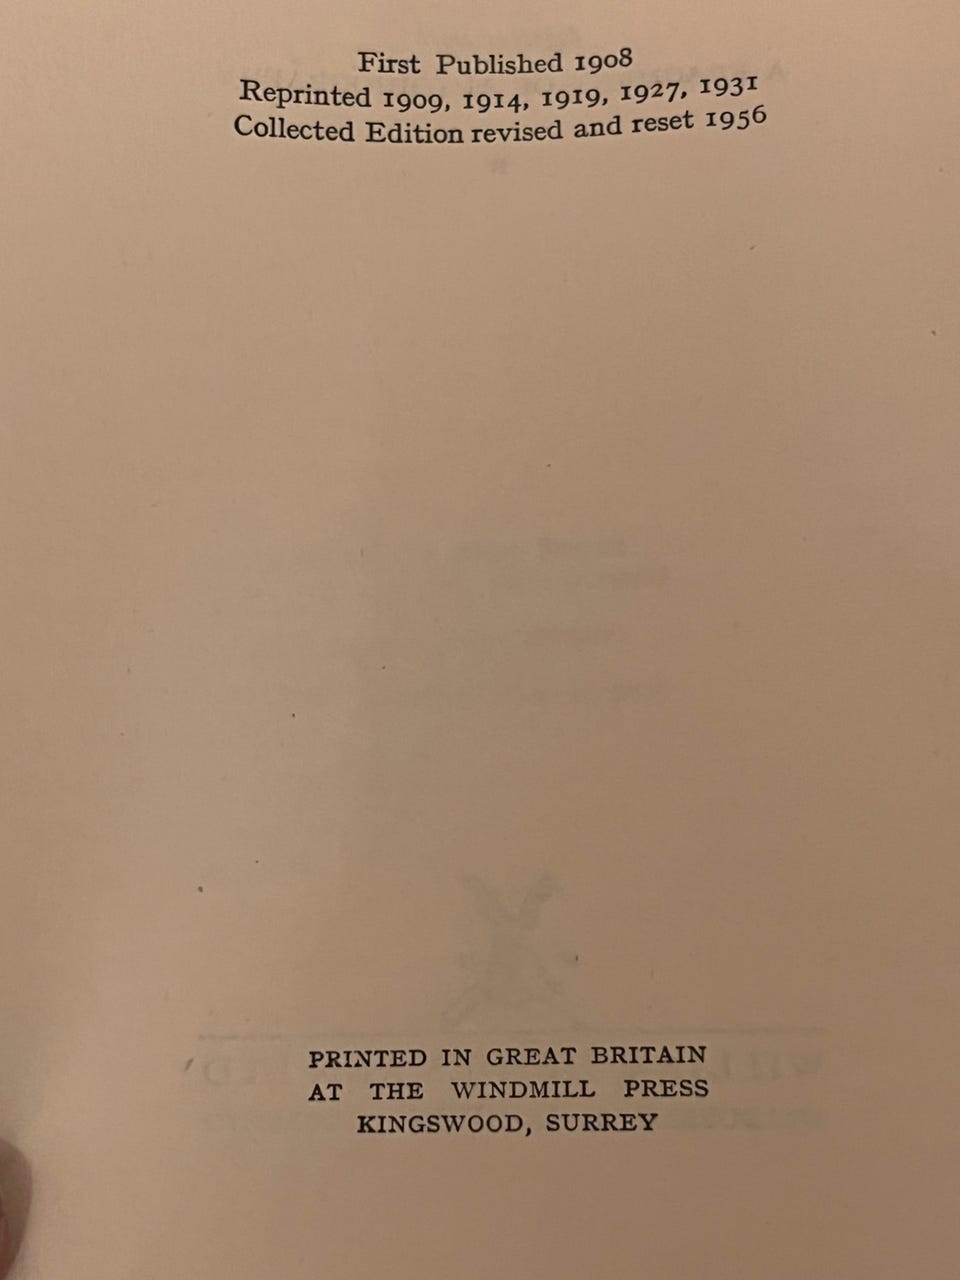 First Published 1908
Reprinted 1909, 1914, 1919, 1927, 1931
Collected Edition revised and reset 1956
PRINTED IN GREAT BRITAIN
AT THE WINDMILL PRESS
KINGSWOOD, SURREY